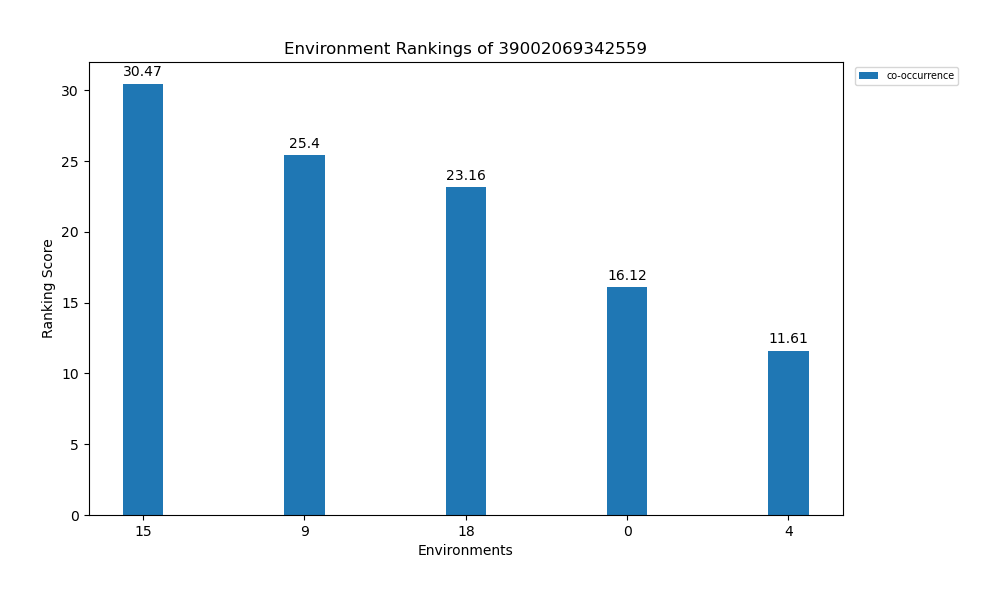 Environment Rankings of 39002069342559
co-occurrence
30.47
25.4
23.16
16.12
11.61
30
25
20
15
10
5
0
Ranking Score
15 9 18 0 4
Environments